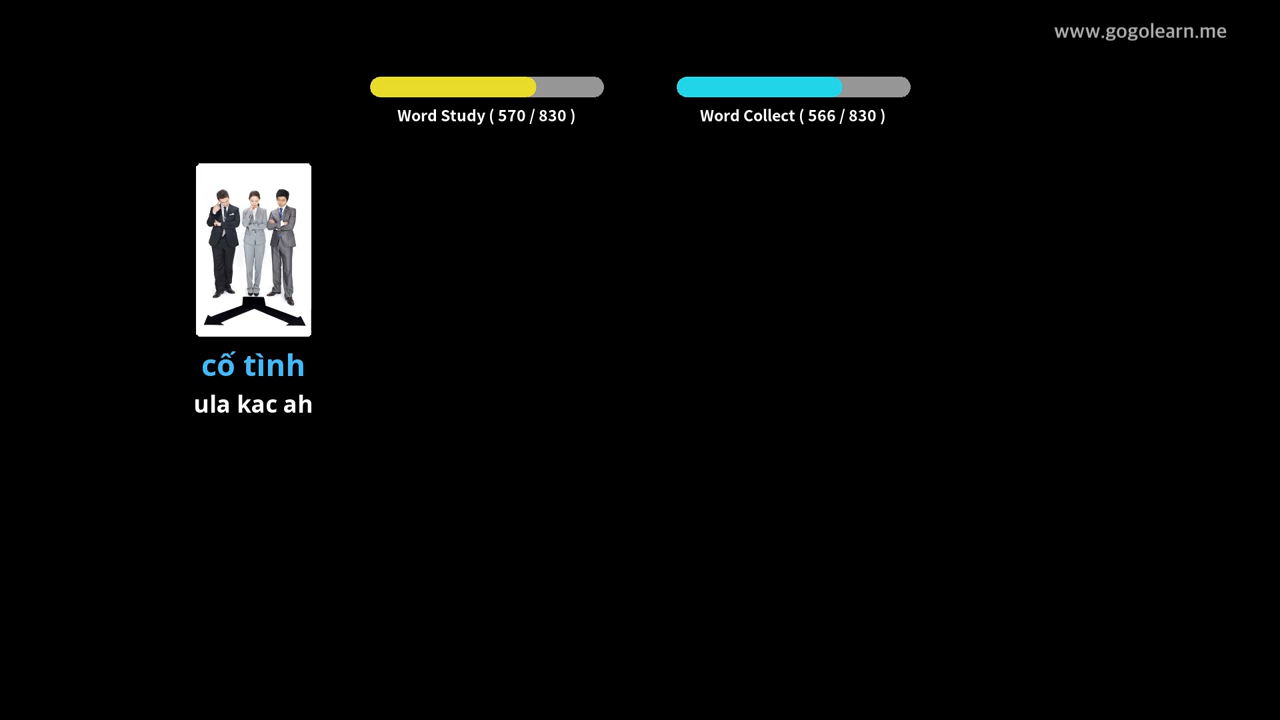 www.gogolearn.me
Word Study ( 570 / 830 )
Word Collect ( 566 / 830 )
cố tình
ula kac ah